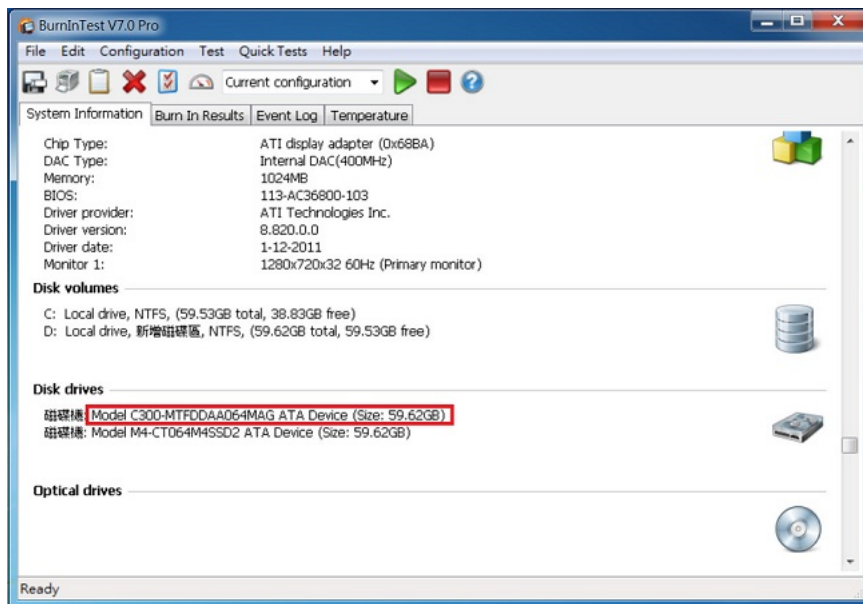 BurnInTest V7.0 Pro
File Edit Configuration Test Quick Tests Help
Current configuration
System Information Burn In Results Event Log Temperature
Chip Type: ATI display adapter (0x68BA)
DAC Type: Internal DAC(400MHz)
Memory: 1024MB
BIOS: 113-AC36800-103
Driver provider: ATI Technologies Inc.
Driver version: 8.820.0.0
Driver date: 1-12-2011
Monitor 1: 1280x720x32 60Hz (Primary monitor)
Disk volumes
C: Local drive, NTFS, (59.53GB total, 38.83GB free)
D: Local drive, 新增磁碟區, NTFS, (59.62GB total, 59.53GB free)
Disk drives
磁碟機: Model C300-MTFDDAA064MAG ATA Device (Size: 59.62GB)
磁碟機: Model M4-CT064M4SSD2 ATA Device (Size: 59.62GB)
Optical drives
Ready